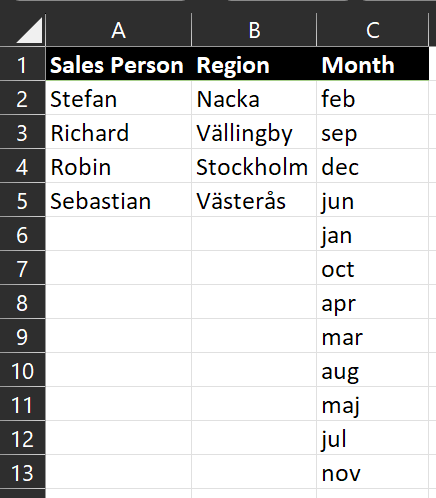 A B C
1 Sales Person Region Month
2 Stefan Nacka feb
3 Richard Vällingby sep
4 Robin Stockholm dec
5 Sebastian Västerås jun
6 jan
7 oct
8 apr
9 mar
10 aug
11 maj
12 jul
13 nov